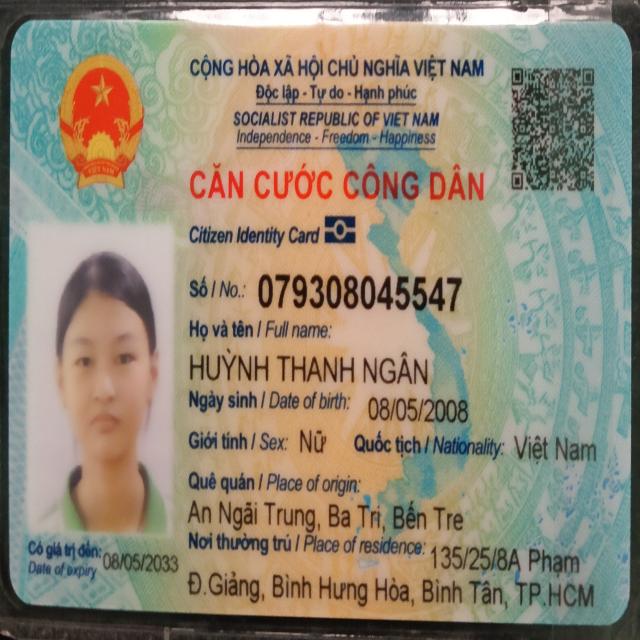 CỘNG HÒA XÃ HỘI CHỦ NGHĨA VIỆT NAM
Độc lập - Tự do - Hạnh phúc
SOCIALIST REPUBLIC OF VIET NAM
Independence - Freedom - Happiness
CĂN CƯỚC CÔNG DÂN
Citizen Identity Card
Số / No.: 079308045547
Họ và tên / Full name:
HUỲNH THANH NGÂN
Ngày sinh / Date of birth: 08/05/2008
Giới tính / Sex: Nữ Quốc tịch / Nationality: Việt Nam
Quê quán / Place of origin:
An Ngãi Trung, Ba Tri, Bến Tre
Nơi thường trú / Place of residence: 135/25/8A Phạm
Đ.Giảng, Bình Hưng Hòa, Bình Tân, TP.HCM
Có giá trị đến: 08/05/2033
Date of expiry